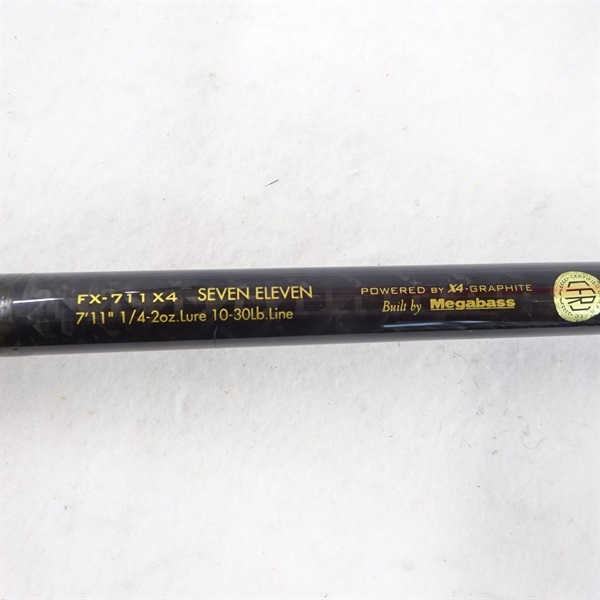 FX-711X4 SEVEN ELEVEN
7'11" 1/4-2oz.Lure 10-30Lb.Line
POWERED BY X4-GRAPHITE
Built by Megabass